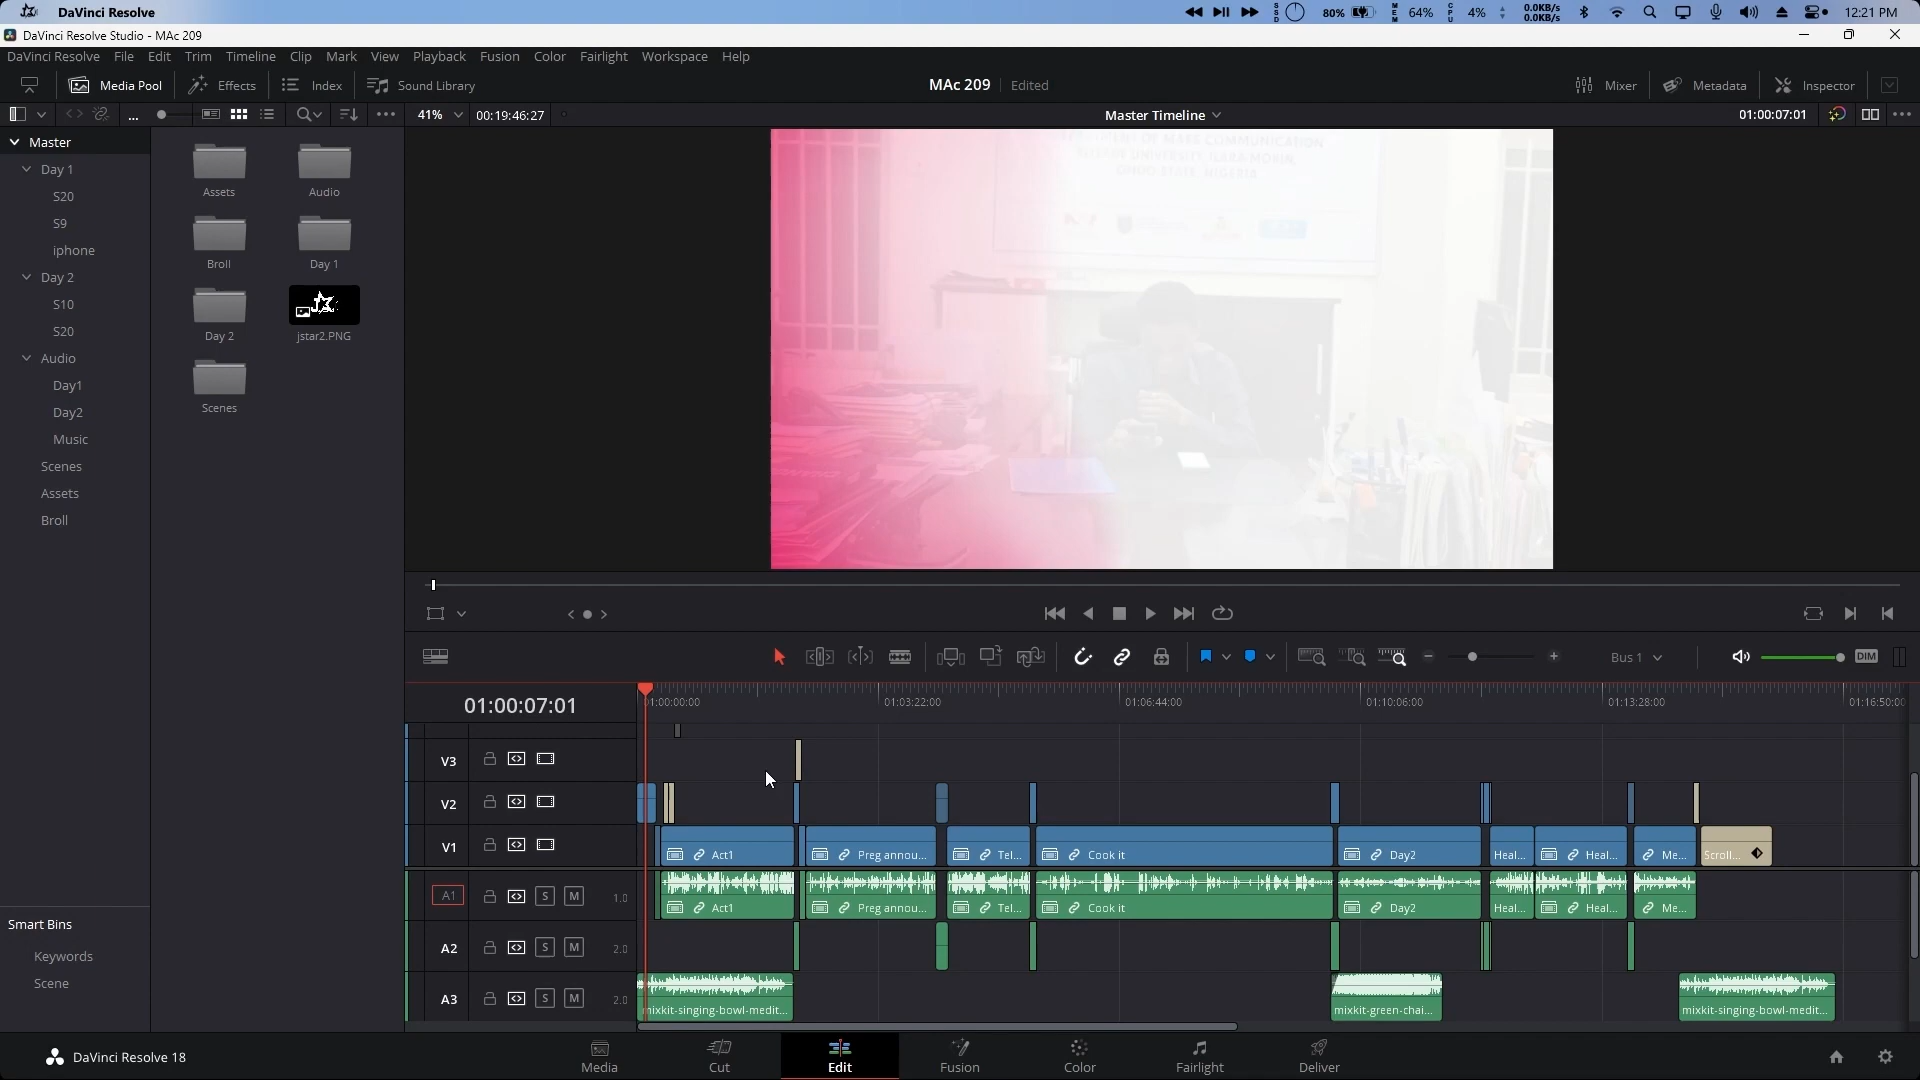 DaVinci Resolve
80%
64%
4%
0.0KB/s
0.0KB/s
12:21 PM
DaVinci Resolve Studio - MAc 209
DaVinci Resolve File Edit Trim Timeline Clip Mark View Playback Fusion Color Fairlight Workspace Help
Media Pool Effects Index Sound Library MAc 209 Edited Mixer Metadata Inspector
41% 00:19:46:27 Master Timeline 01:00:07:01
Master
Day 1
S20
S9
iphone
Day 2
S10
S20
Audio
Day1
Day2
Music
Scenes
Assets
Broll
Smart Bins
Keywords
Scene
Assets Audio
Broll Day 1
Day 2 jstar2.PNG
Scenes
Bus 1 DIM
01:00:07:01
01:00:00:00 01:03:22:00 01:06:44:00 01:10:06:00 01:13:28:00 01:16:50:00
V3
V2
V1 Act1 Preg annou... Tel... Cook it Day2 Heal... Heal... Me... Scroll...
A1 S M 1.0 Act1 Preg annou... Tel... Cook it Day2 Heal... Heal... Me...
A2 S M 2.0
A3 S M 2.0 mixkit-singing-bowl-medit... mixkit-green-chai... mixkit-singing-bowl-medit...
DaVinci Resolve 18 Media Cut Edit Fusion Color Fairlight Deliver